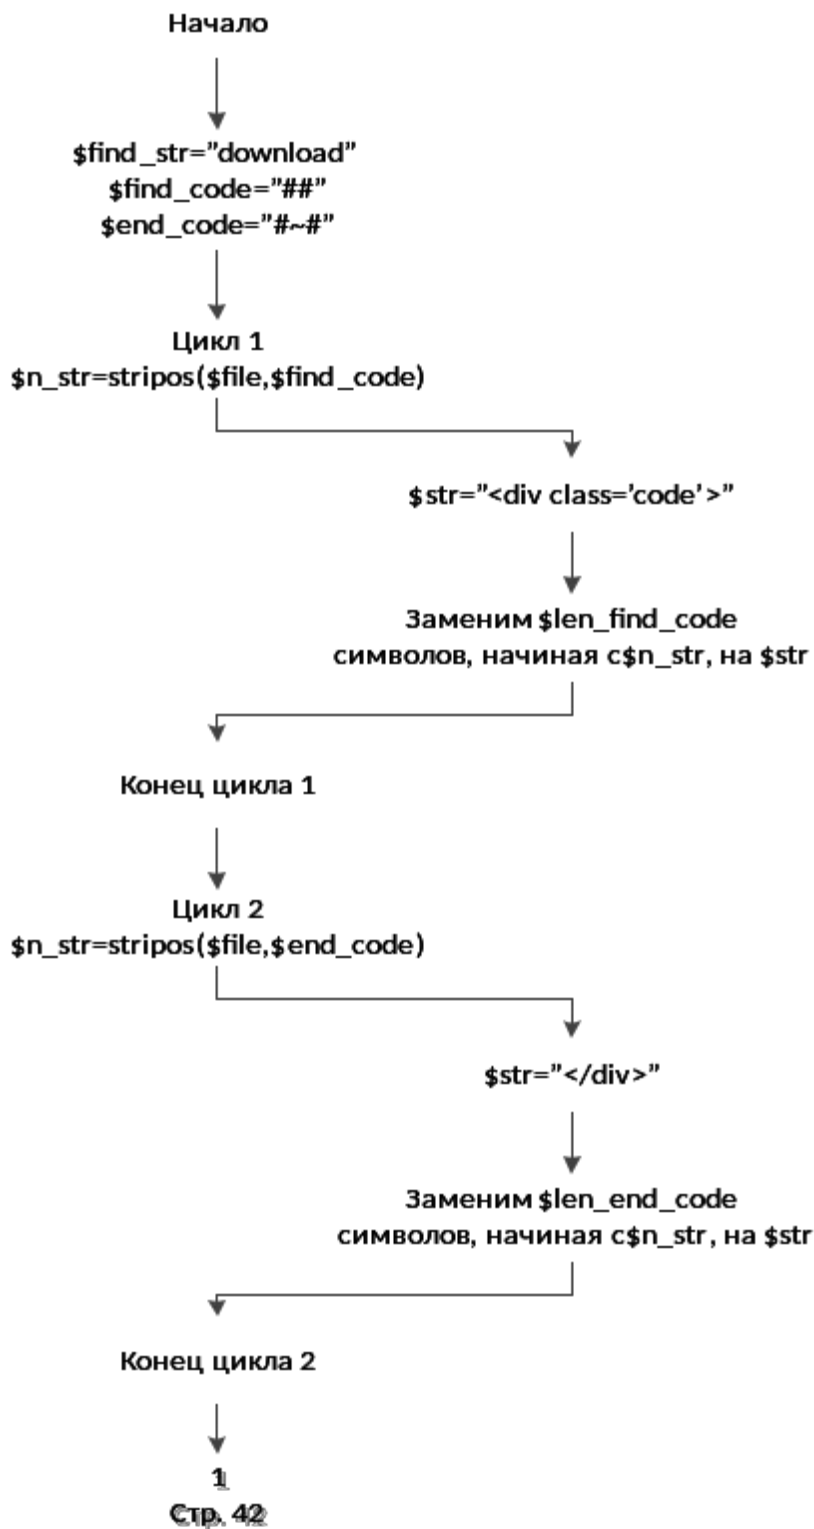 Начало
$find_str=”download”
$find_code=”##”
$end_code=”#~#”
Цикл 1
$n_str=stripos($file,$find_code)
$str=”<div class=’code’>”
Заменим $len_find_code
символов, начиная с$n_str, на $str
Конец цикла 1
Цикл 2
$n_str=stripos($file,$end_code)
$str=”</div>”
Заменим $len_end_code
символов, начиная с$n_str, на $str
Конец цикла 2
1
Стр. 42